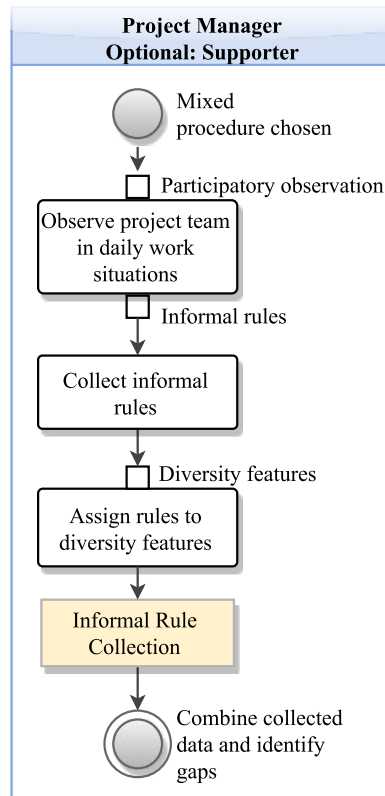 Project Manager
Optional: Supporter
Mixed
procedure chosen
Participatory observation
Observe project team
in daily work
situations
Informal rules
Collect informal
rules
Diversity features
Assign rules to
diversity features
Informal Rule
Collection
Combine collected
data and identify
gaps